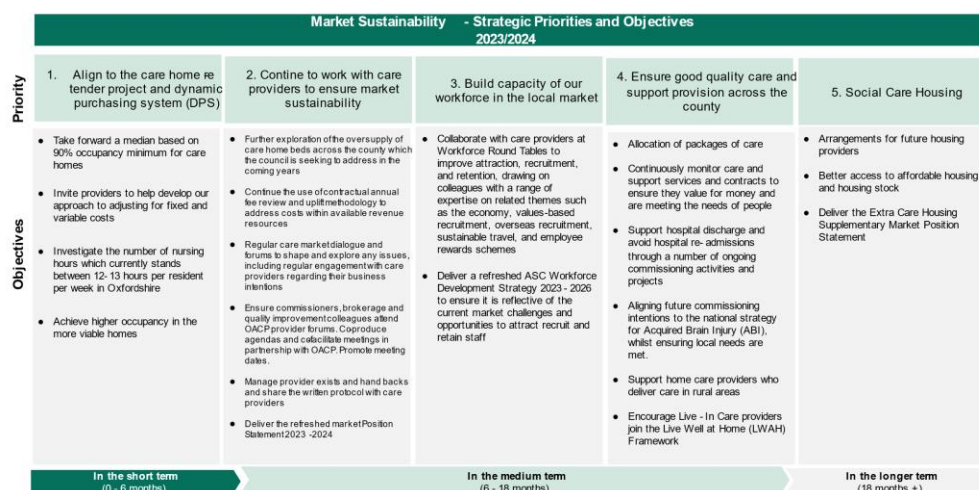 Market Sustainability - Strategic Priorities and Objectives
2023/2024
Priority
1. Align to the care home re
tender project and dynamic
purchasing system (DPS)
2. Contine to work with care
providers to ensure market
sustainability
3. Build capacity of our
workforce in the local market
4. Ensure good quality care and
support provision across the
county
5. Social Care Housing
Objectives
● Take forward a median based on
90% occupancy minimum for care
homes
● Invite providers to help develop our
approach to adjusting for fixed and
variable costs
● Investigate the number of nursing
hours which currently stands
between 12- 13 hours per resident
per week in Oxfordshire
● Achieve higher occupancy in the
more viable homes
● Further exploration of the oversupply of
care home beds across the county which
the council is seeking to address in the
coming years
● Continue the use of contractual annual
fee review and uplift methodology to
address costs within available revenue
resources
● Regular care market dialogue and
forums to shape and explore any issues,
including regular engagement with care
providers regarding their business
intentions
● Ensure commissioners, brokerage and
quality improvement colleagues attend
OACP provider forums. Coproduce
agendas and cofacilitate meetings in
partnership with OACP. Promote meeting
dates.
● Manage provider exists and hand backs
and share the written protocol with care
providers
● Deliver the refreshed market Position
Statement 2023 -2024
● Collaborate with care providers at
Workforce Round Tables to
improve attraction, recruitment,
and retention, drawing on
colleagues with a range of
expertise on related themes such
as the economy, values-based
recruitment, overseas recruitment,
sustainable travel, and employee
rewards schemes
● Deliver a refreshed ASC Workforce
Development Strategy 2023 - 2026
to ensure it is reflective of the
current market challenges and
opportunities to attract recruit and
retain staff
● Allocation of packages of care
● Continuously monitor care and
support services and contracts to
ensure they value for money and
are meeting the needs of people
● Support hospital discharge and
avoid hospital re- admissions
through a number of ongoing
commissioning activities and
projects
● Aligning future commissioning
intentions to the national strategy
for Acquired Brain Injury (ABI),
whilst ensuring local needs are
met.
● Support home care providers who
deliver care in rural areas
● Encourage Live - In Care providers
join the Live Well at Home (LWAH)
Framework
● Arrangements for future housing
providers
● Better access to affordable housing
and housing stock
● Deliver the Extra Care Housing
Supplementary Market Position
Statement
In the short term
(0 - 6 months)
In the medium term
(6 - 18 months)
In the longer term
(18 months +)